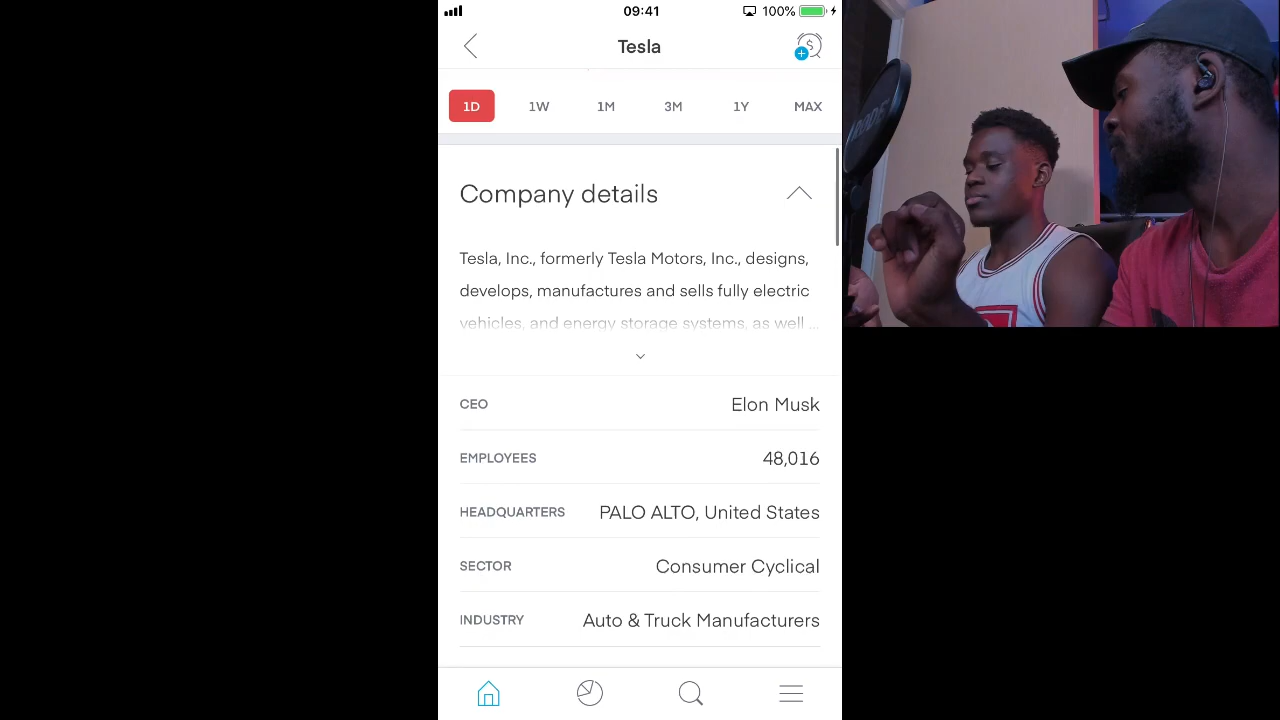 09:41
100%
Tesla
1D 1W 1M 3M 1Y MAX
Company details
Tesla, Inc., formerly Tesla Motors, Inc., designs,
develops, manufactures and sells fully electric
vehicles, and energy storage systems, as well ...
CEO Elon Musk
EMPLOYEES 48,016
HEADQUARTERS PALO ALTO, United States
SECTOR Consumer Cyclical
INDUSTRY Auto & Truck Manufacturers